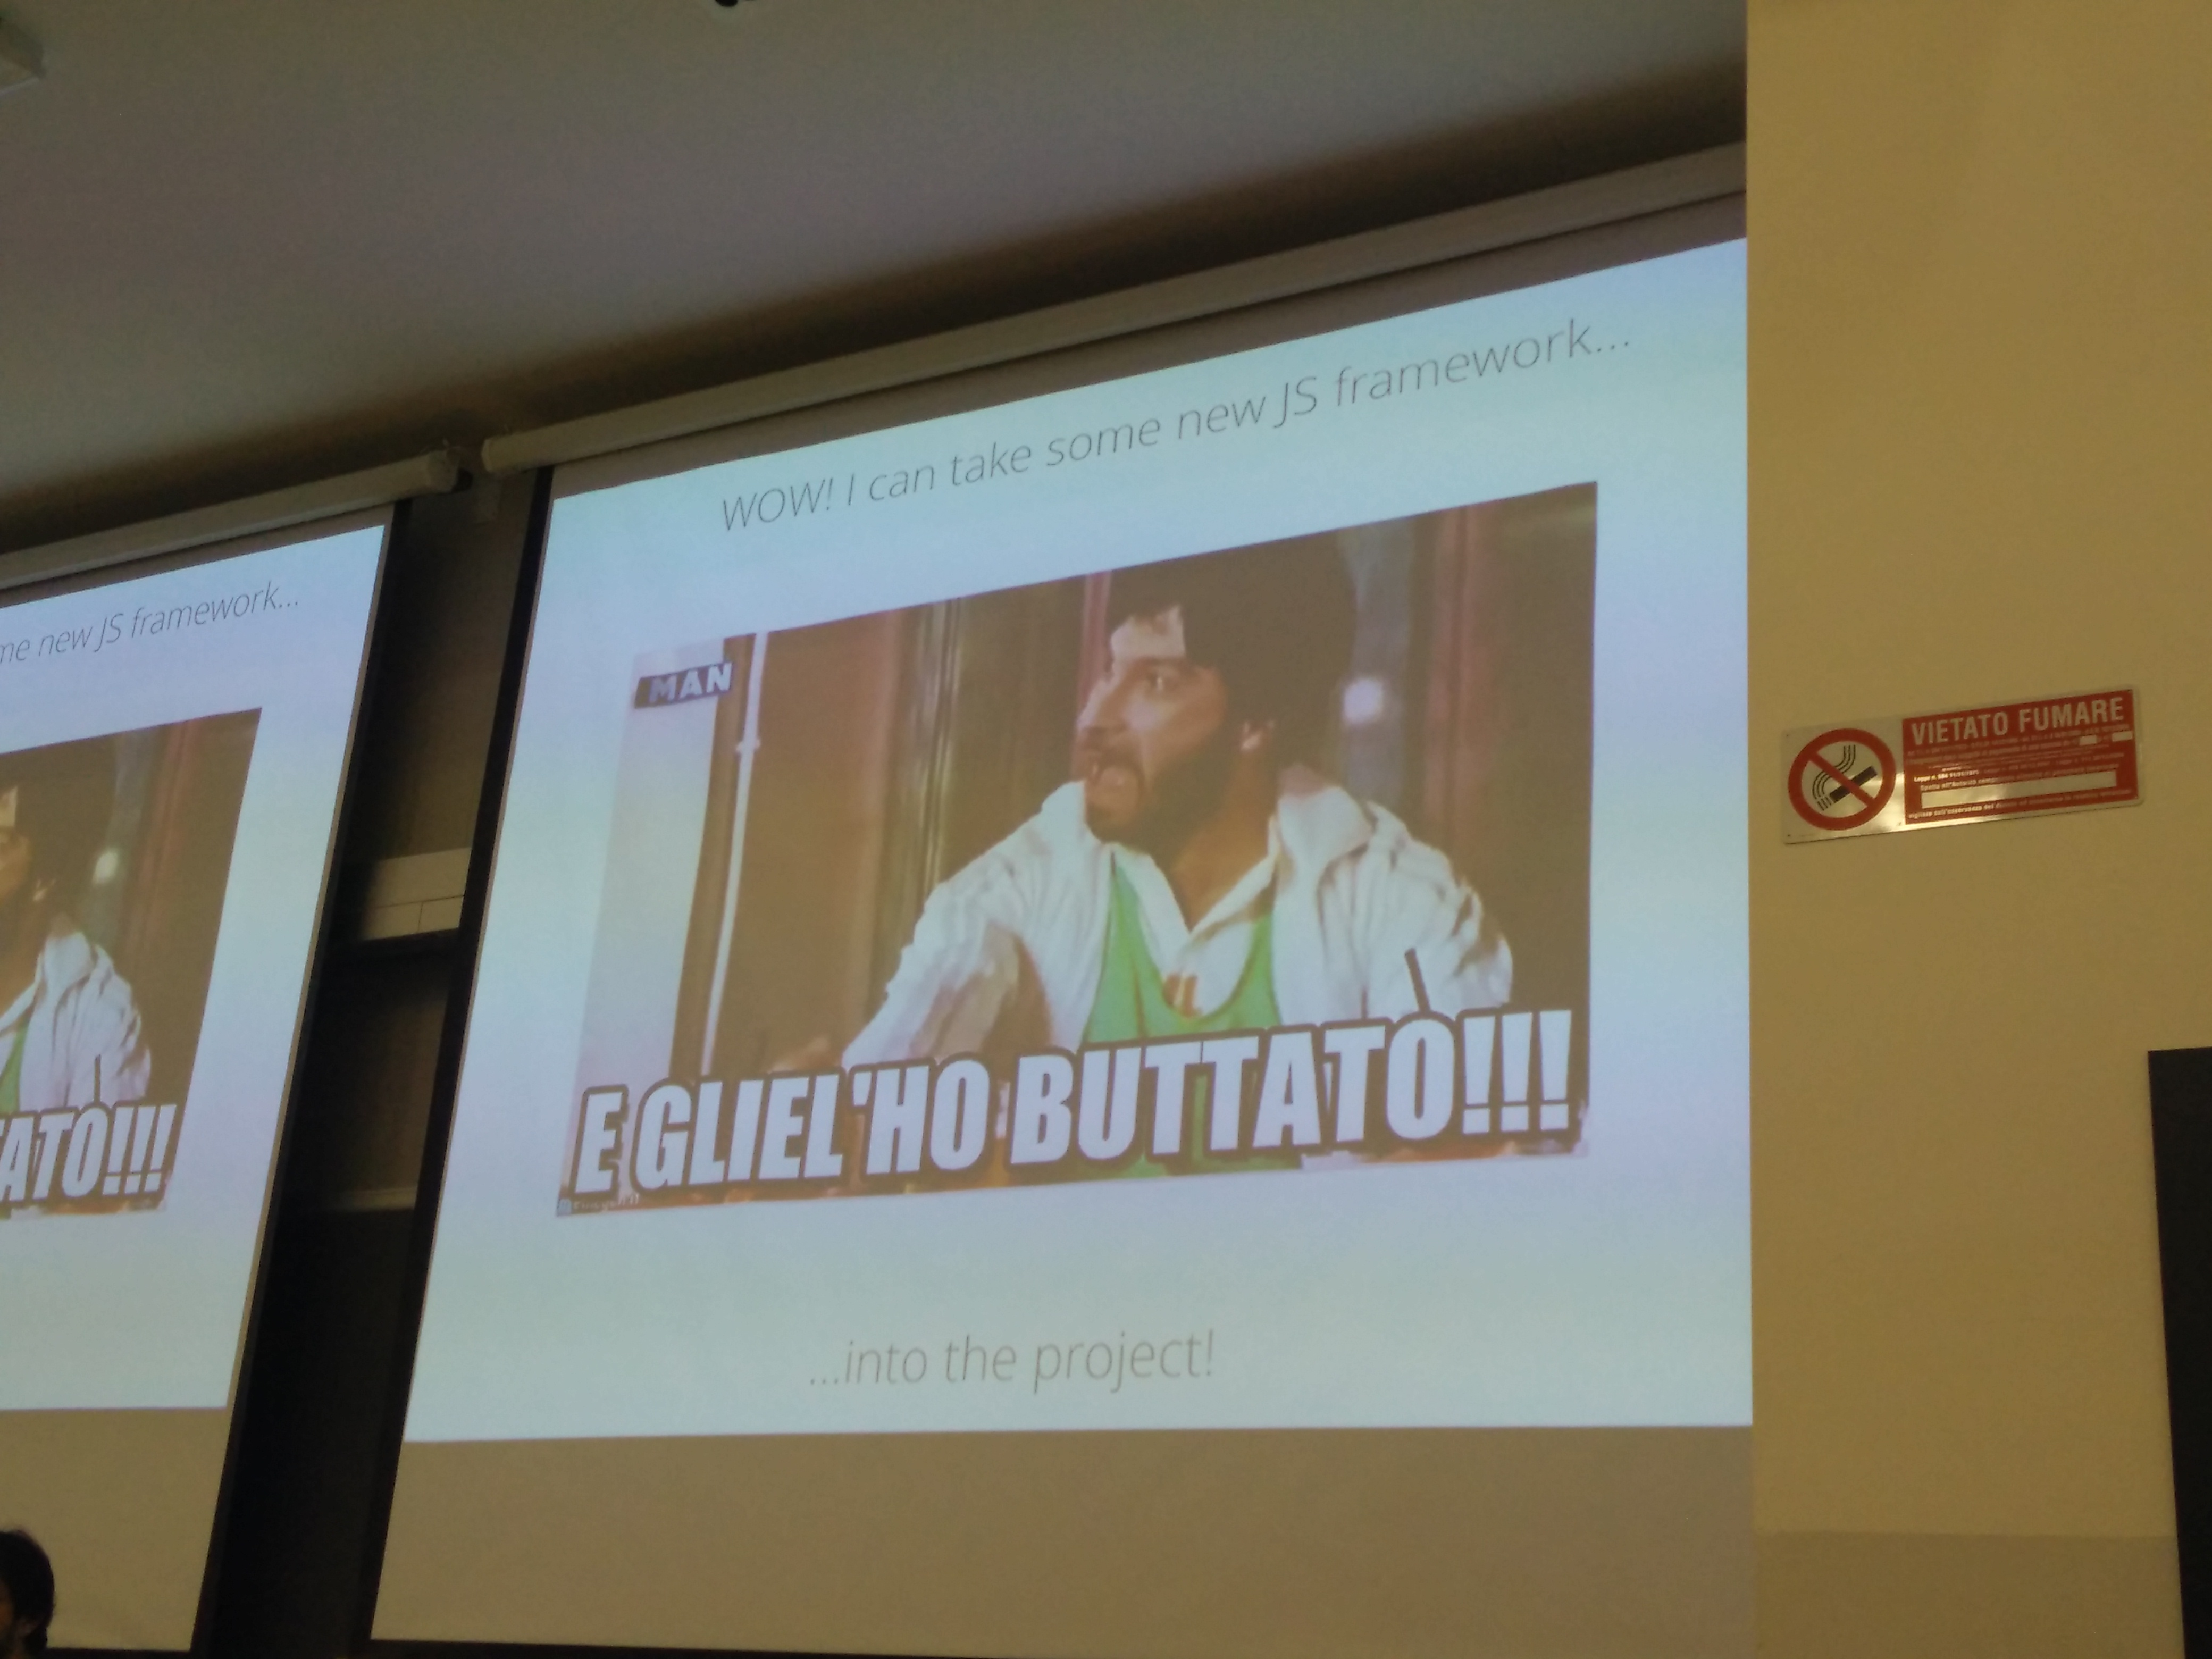 WOW! I can take some new JS framework...
MAN
E GLIEL'HO BUTTATO!!!
...into the project!
me new JS framework...
TATO!!!
VIETATO FUMARE